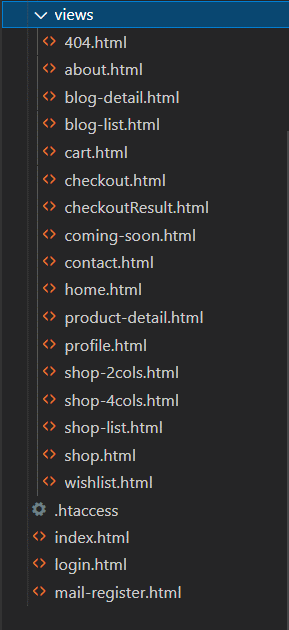 views
404.html
about.html
blog-detail.html
blog-list.html
cart.html
checkout.html
checkoutResult.html
coming-soon.html
contact.html
home.html
product-detail.html
profile.html
shop-2cols.html
shop-4cols.html
shop-list.html
shop.html
wishlist.html
.htaccess
index.html
login.html
mail-register.html